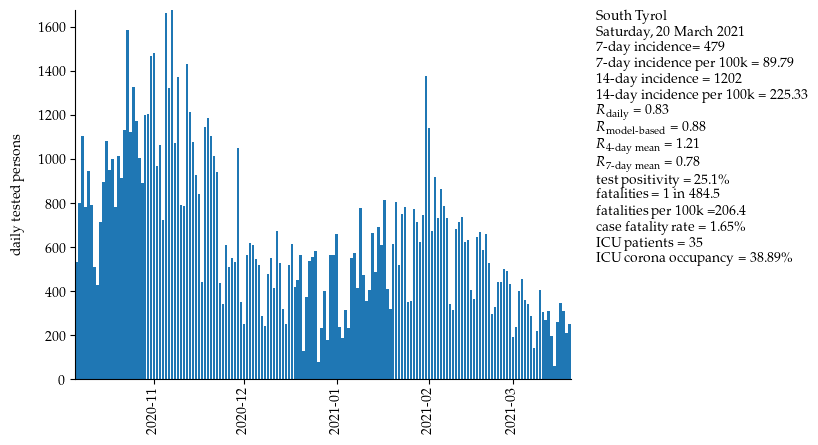 1600
1400
1200
1000
800
600
400
200
0
daily tested persons
2020-11
2020-12
2021-01
2021-02
2021-03
South Tyrol
Saturday, 20 March 2021
7-day incidence= 479
7-day incidence per 100k = 89.79
14-day incidence = 1202
14-day incidence per 100k = 225.33
R daily = 0.83
R model-based = 0.88
R 4-day mean = 1.21
R 7-day mean = 0.78
test positivity = 25.1%
fatalities = 1 in 484.5
fatalities per 100k =206.4
case fatality rate = 1.65%
ICU patients = 35
ICU corona occupancy = 38.89%